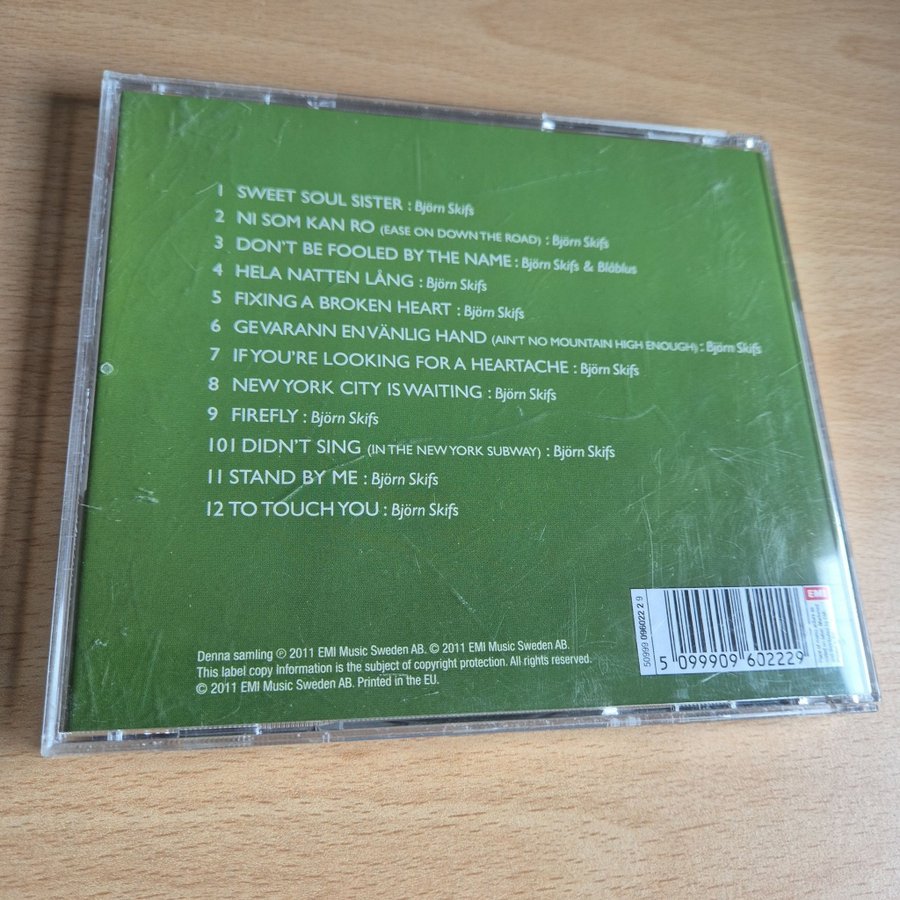 1 SWEET SOUL SISTER : Björn Skifs
2 NI SOM KAN RO (EASE ON DOWN THE ROAD) : Björn Skifs
3 DON'T BE FOOLED BY THE NAME : Björn Skifs & Blåblus
4 HELA NATTEN LÅNG : Björn Skifs
5 FIXING A BROKEN HEART : Björn Skifs
6 GE VARANN EN VÄNLIG HAND (AIN'T NO MOUNTAIN HIGH ENOUGH) : Björn Skifs
7 IF YOU'RE LOOKING FOR A HEARTACHE : Björn Skifs
8 NEW YORK CITY IS WAITING : Björn Skifs
9 FIREFLY : Björn Skifs
10 I DIDN'T SING (IN THE NEW YORK SUBWAY) : Björn Skifs
11 STAND BY ME : Björn Skifs
12 TO TOUCH YOU : Björn Skifs
Denna samling ℗ 2011 EMI Music Sweden AB. © 2011 EMI Music Sweden AB.
This label copy information is the subject of copyright protection. All rights reserved.
© 2011 EMI Music Sweden AB. Printed in the EU.
50999 096022 2 9
5 099909 602229
EMI